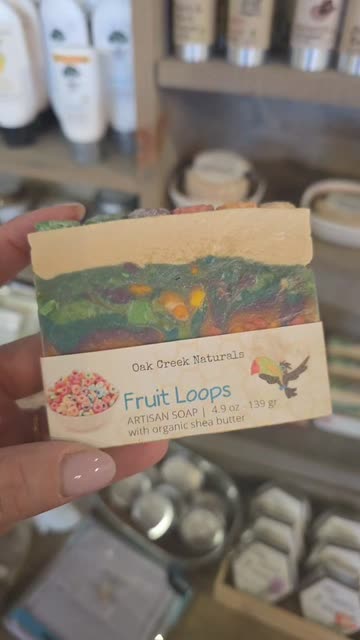 Oak Creek Naturals
Fruit Loops
ARTISAN SOAP | 4.9 oz - 139 gr
with organic shea butter